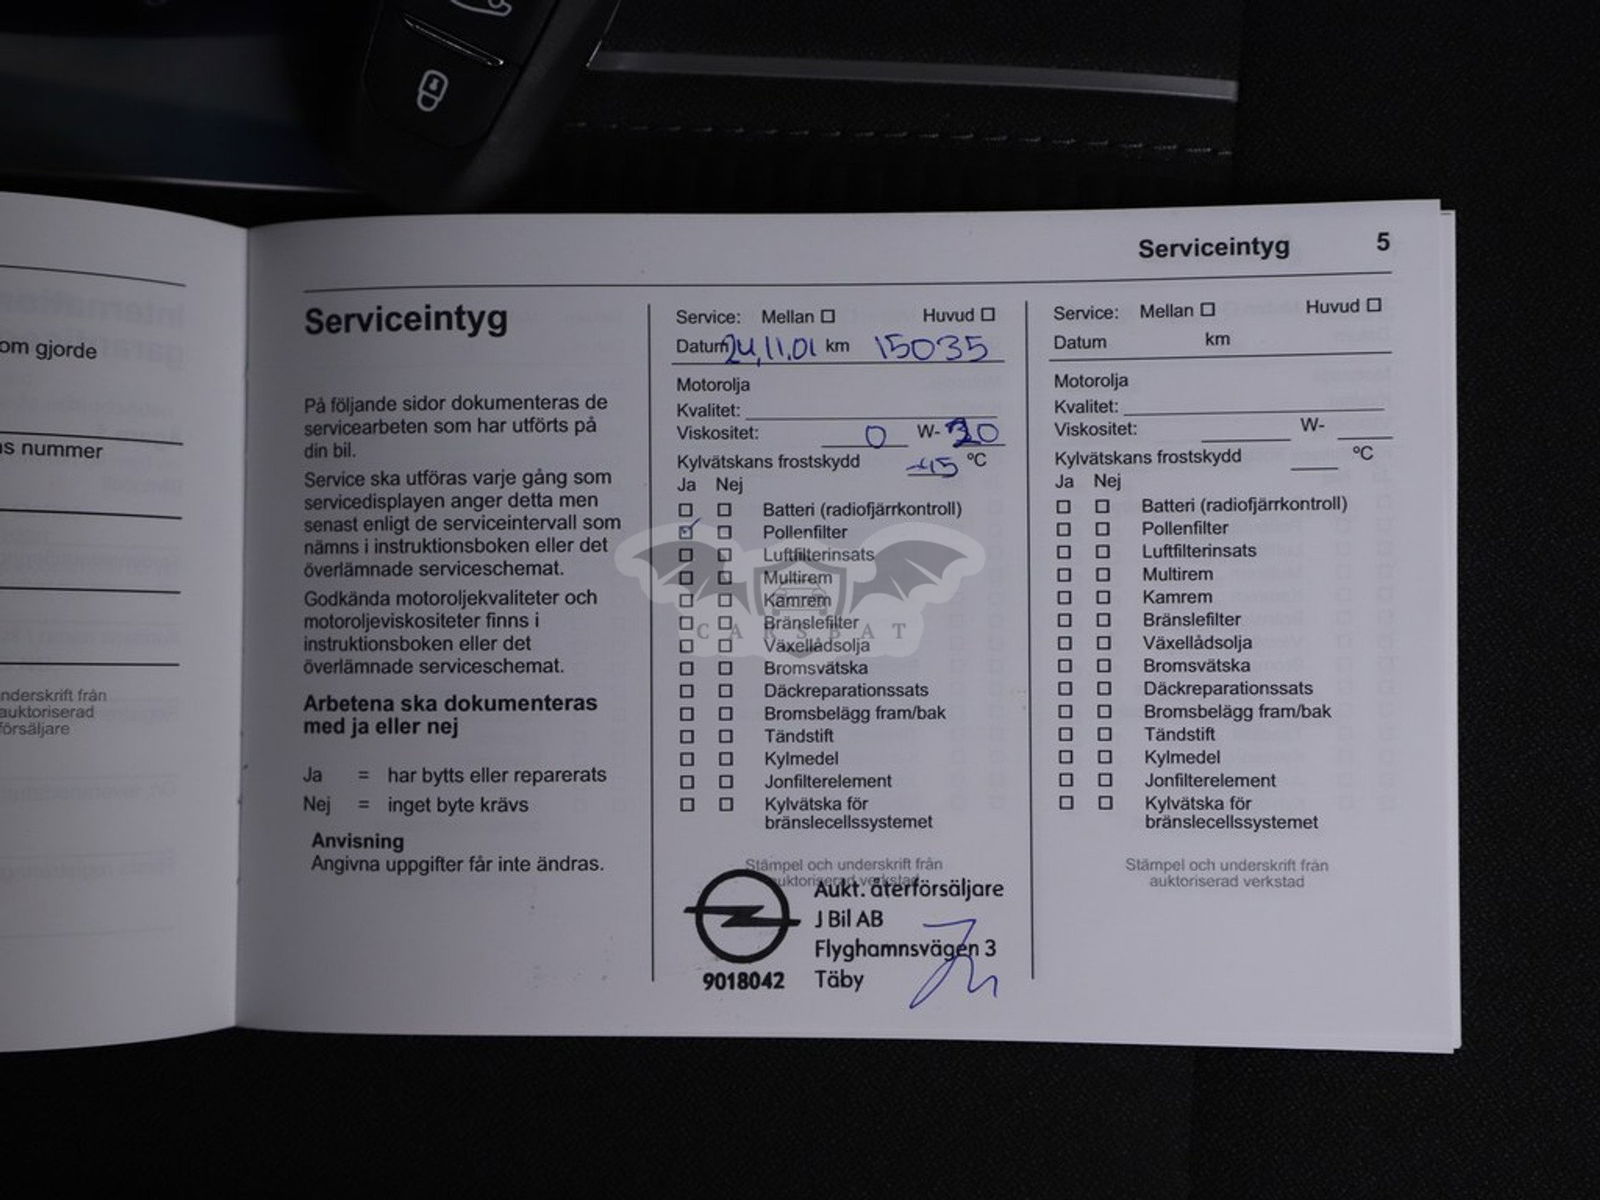 om gjorde
s nummer
nderskrift från
auktoriserad
försäljare
Serviceintyg 5
Serviceintyg
På följande sidor dokumenteras de
servicearbeten som har utförts på
din bil.
Service ska utföras varje gång som
servicedisplayen anger detta men
senast enligt de serviceintervall som
nämns i instruktionsboken eller det
överlämnade serviceschemat.
Godkända motoroljekvaliteter och
motoroljeviskositeter finns i
instruktionsboken eller det
överlämnade serviceschemat.
Arbetena ska dokumenteras
med ja eller nej
Ja = har bytts eller reparerats
Nej = inget byte krävs
Anvisning
Angivna uppgifter får inte ändras.
Service: Mellan Huvud
Datum 24.11.01 km 15035
Motorolja
Kvalitet:
Viskositet: 0 W- 20
Kylvätskans frostskydd -45 °C
Ja Nej
Batteri (radiofjärrkontroll)
Pollenfilter
Luftfilterinsats
Multirem
Kamrem
Bränslefilter
Växellådsolja
Bromsvätska
Däckreparationssats
Bromsbelägg fram/bak
Tändstift
Kylmedel
Jonfilterelement
Kylvätska för
bränslecellssystemet
Stämpel och underskrift från
auktoriserad verkstad
Aukt. återförsäljare
J Bil AB
Flyghamnsvägen 3
9018042 Täby
CARSBAT
Service: Mellan Huvud
Datum km
Motorolja
Kvalitet:
Viskositet: W-
Kylvätskans frostskydd °C
Ja Nej
Batteri (radiofjärrkontroll)
Pollenfilter
Luftfilterinsats
Multirem
Kamrem
Bränslefilter
Växellådsolja
Bromsvätska
Däckreparationssats
Bromsbelägg fram/bak
Tändstift
Kylmedel
Jonfilterelement
Kylvätska för
bränslecellssystemet
Stämpel och underskrift från
auktoriserad verkstad